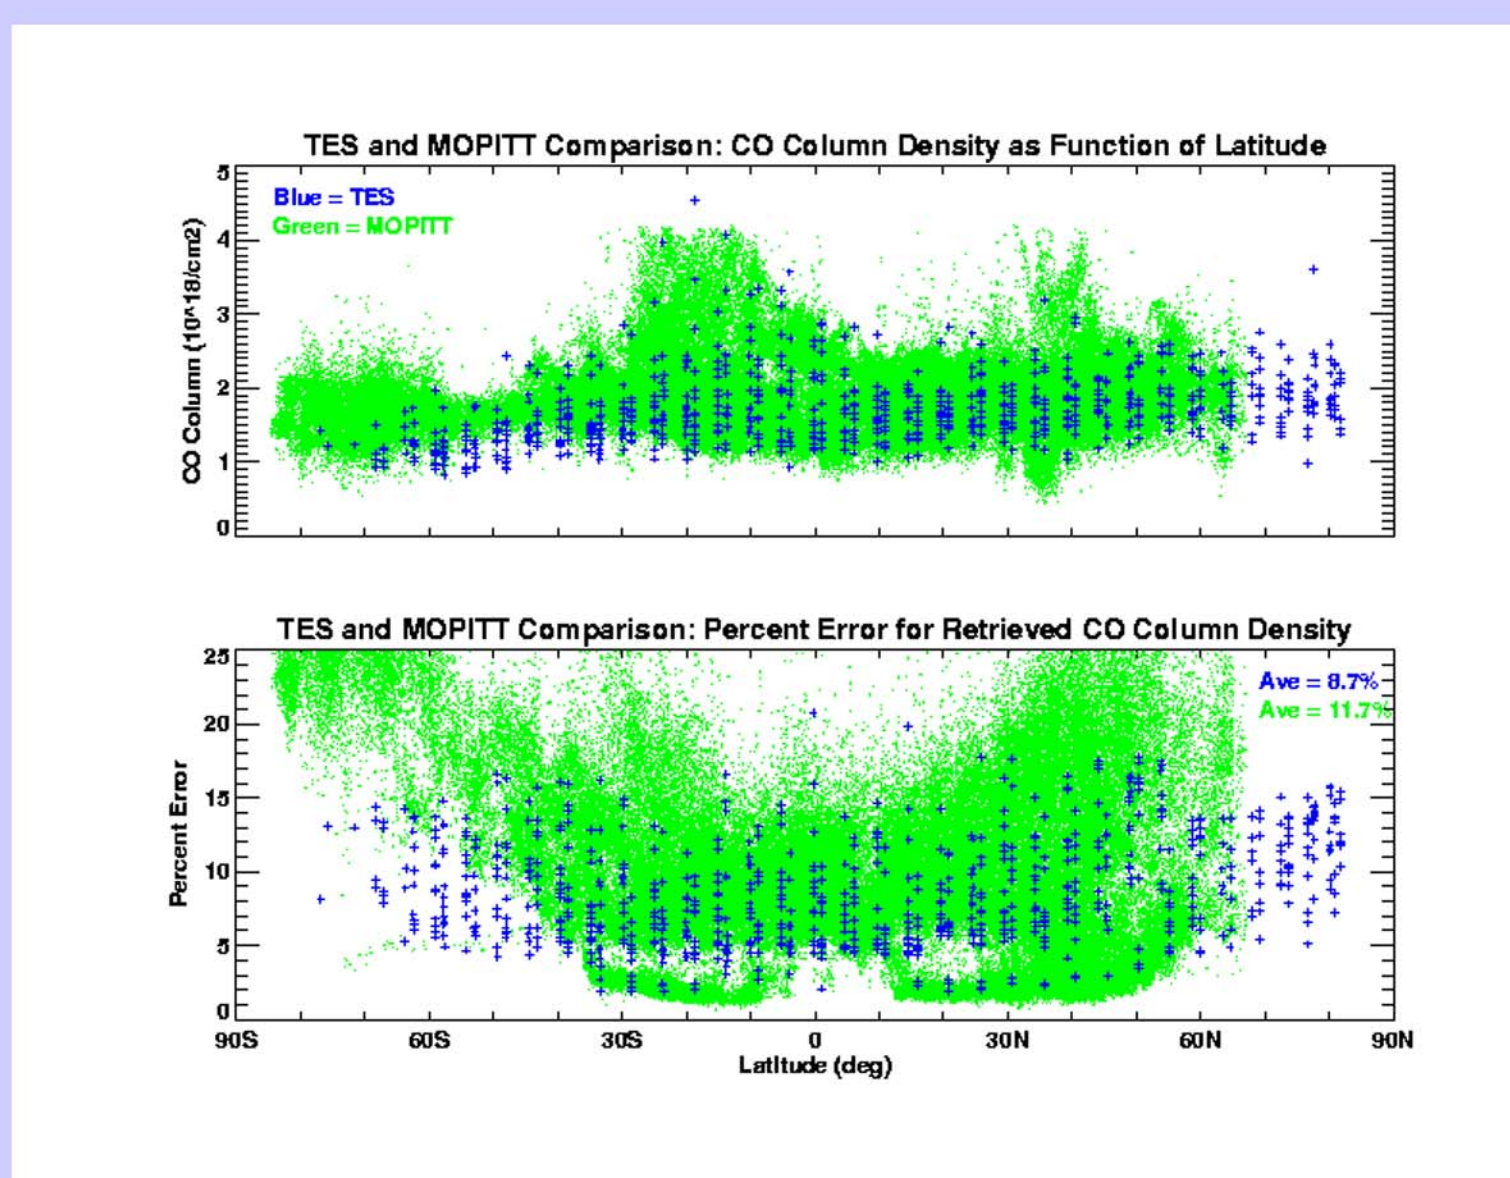 TES and MOPITT Comparison: CO Column Density as Function of Latitude
5
Blue = TES
Green = MOPITT
4
3
2
1
0
CO Column (10^18/cm2)
TES and MOPITT Comparison: Percent Error for Retrieved CO Column Density
25
Ave = 8.7%
Ave = 11.7%
20
15
10
5
0
Percent Error
90S 60S 30S 0 30N 60N 90N
Latitude (deg)